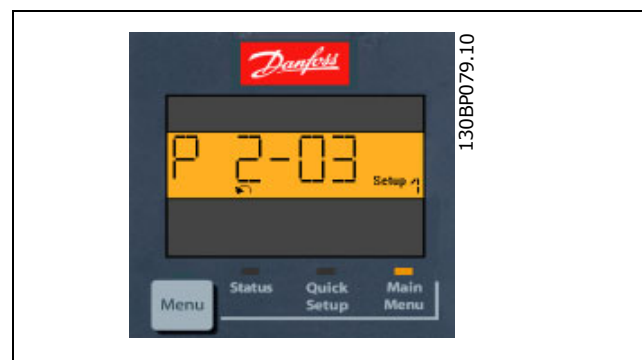 Danfoss
P 2-03
Setup 1
Menu
Status
Quick
Setup
Main
Menu
130BP079.10